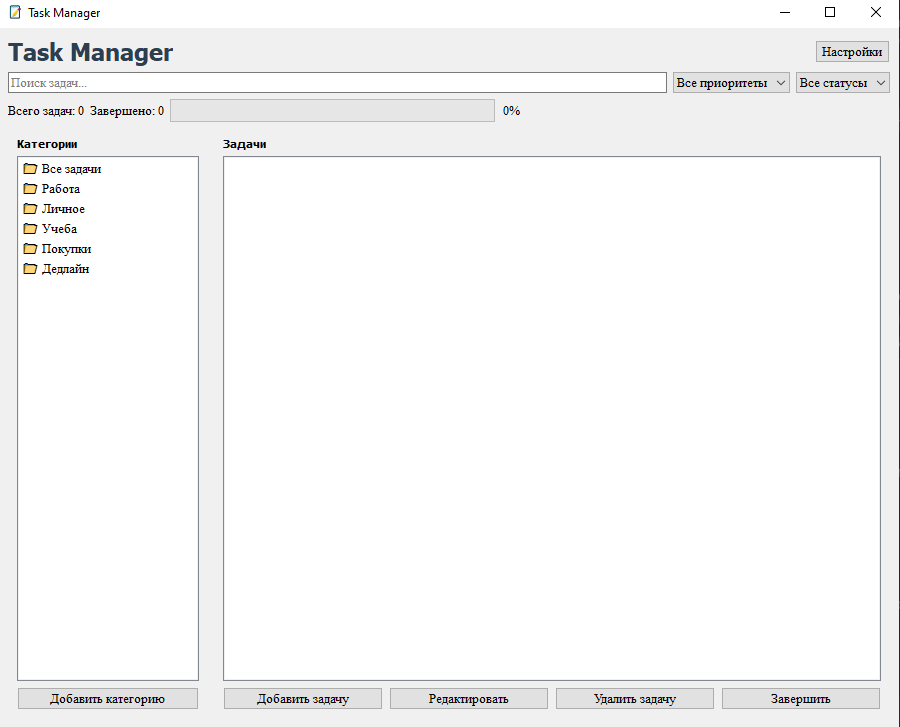 Task Manager
Task Manager
Настройки
Поиск задач...
Все приоритеты
Все статусы
Всего задач: 0 Завершено: 0 0%
Категории
Все задачи
Работа
Личное
Учеба
Покупки
Дедлайн
Добавить категорию
Задачи
Добавить задачу
Редактировать
Удалить задачу
Завершить